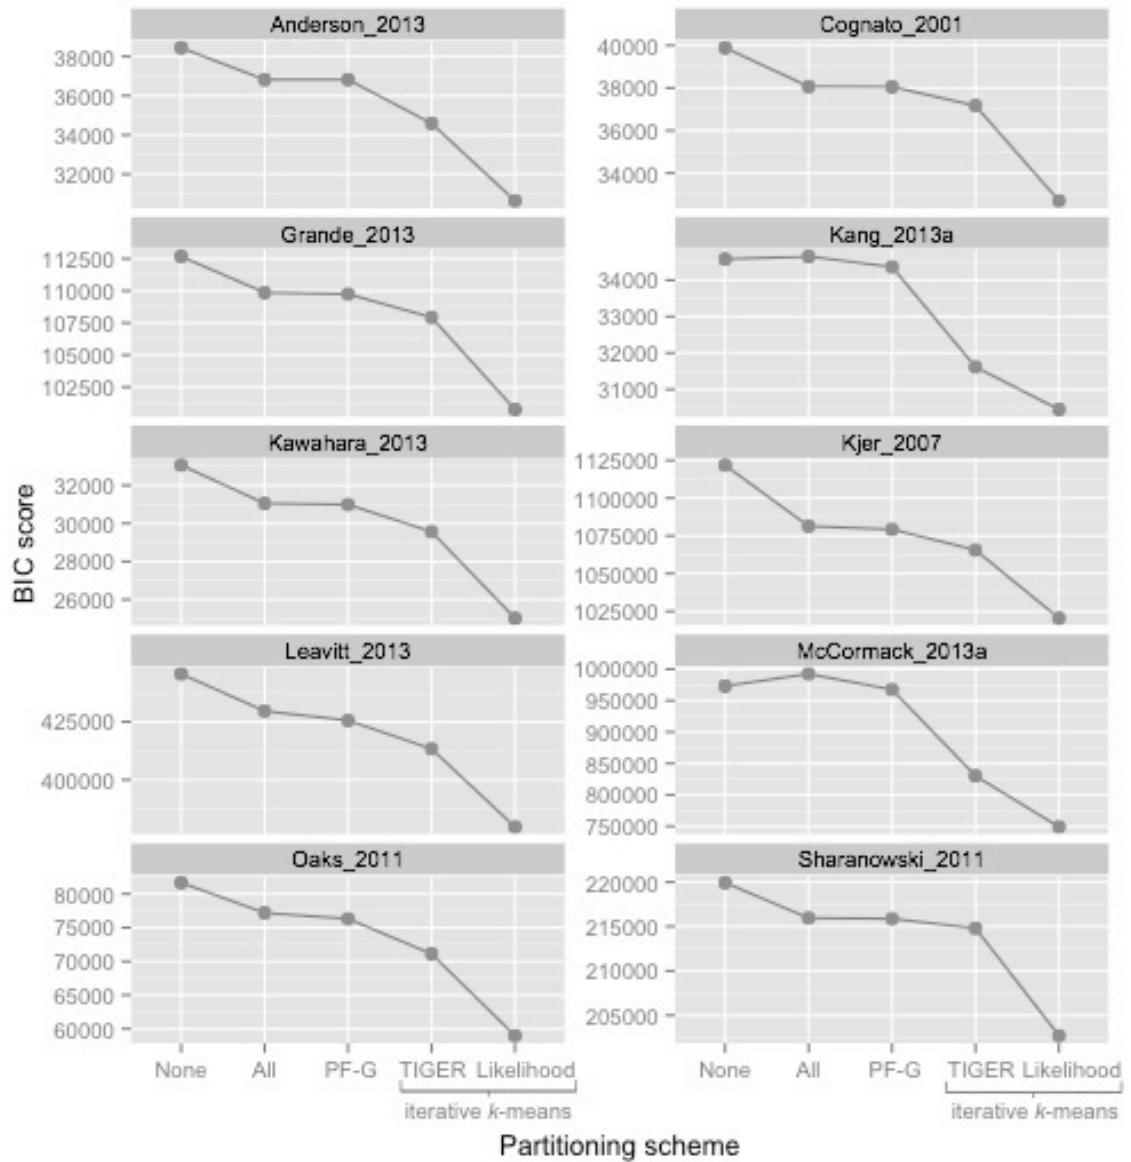 Anderson_2013
38000
36000
34000
32000
Cognato_2001
40000
38000
36000
34000
Grande_2013
112500
110000
107500
105000
102500
Kang_2013a
34000
33000
32000
31000
Kawahara_2013
32000
30000
28000
26000
Kjer_2007
1125000
1100000
1075000
1050000
1025000
Leavitt_2013
425000
400000
McCormack_2013a
1000000
950000
900000
850000
800000
750000
Oaks_2011
80000
75000
70000
65000
60000
Sharanowski_2011
220000
215000
210000
205000
BIC score
None All PF-G TIGER Likelihood
iterative k-means
None All PF-G TIGER Likelihood
iterative k-means
Partitioning scheme